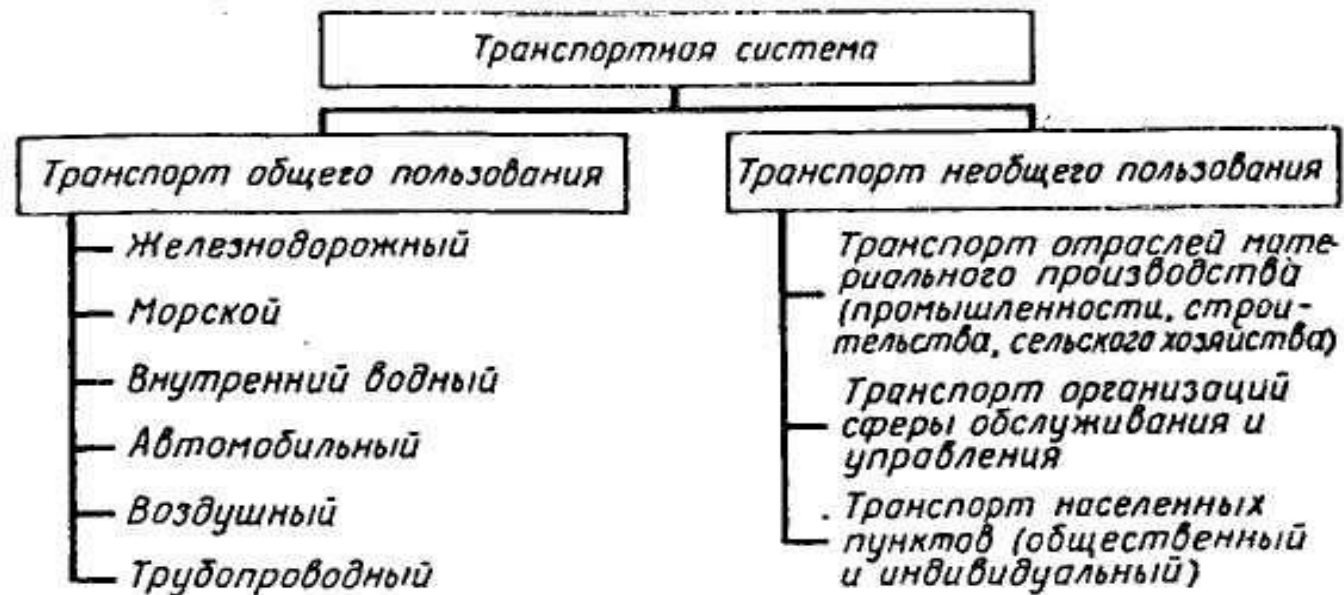 Транспортная система
Транспорт общего пользования
Железнодорожный
Морской
Внутренний водный
Автомобильный
Воздушный
Трубопроводный
Транспорт необщего пользования
Транспорт отраслей мате-
риального производства
(промышленности, строи-
тельства, сельского хозяйства)
Транспорт организаций
сферы обслуживания и
управления
Транспорт населенных
пунктов (общественный
и индивидуальный)